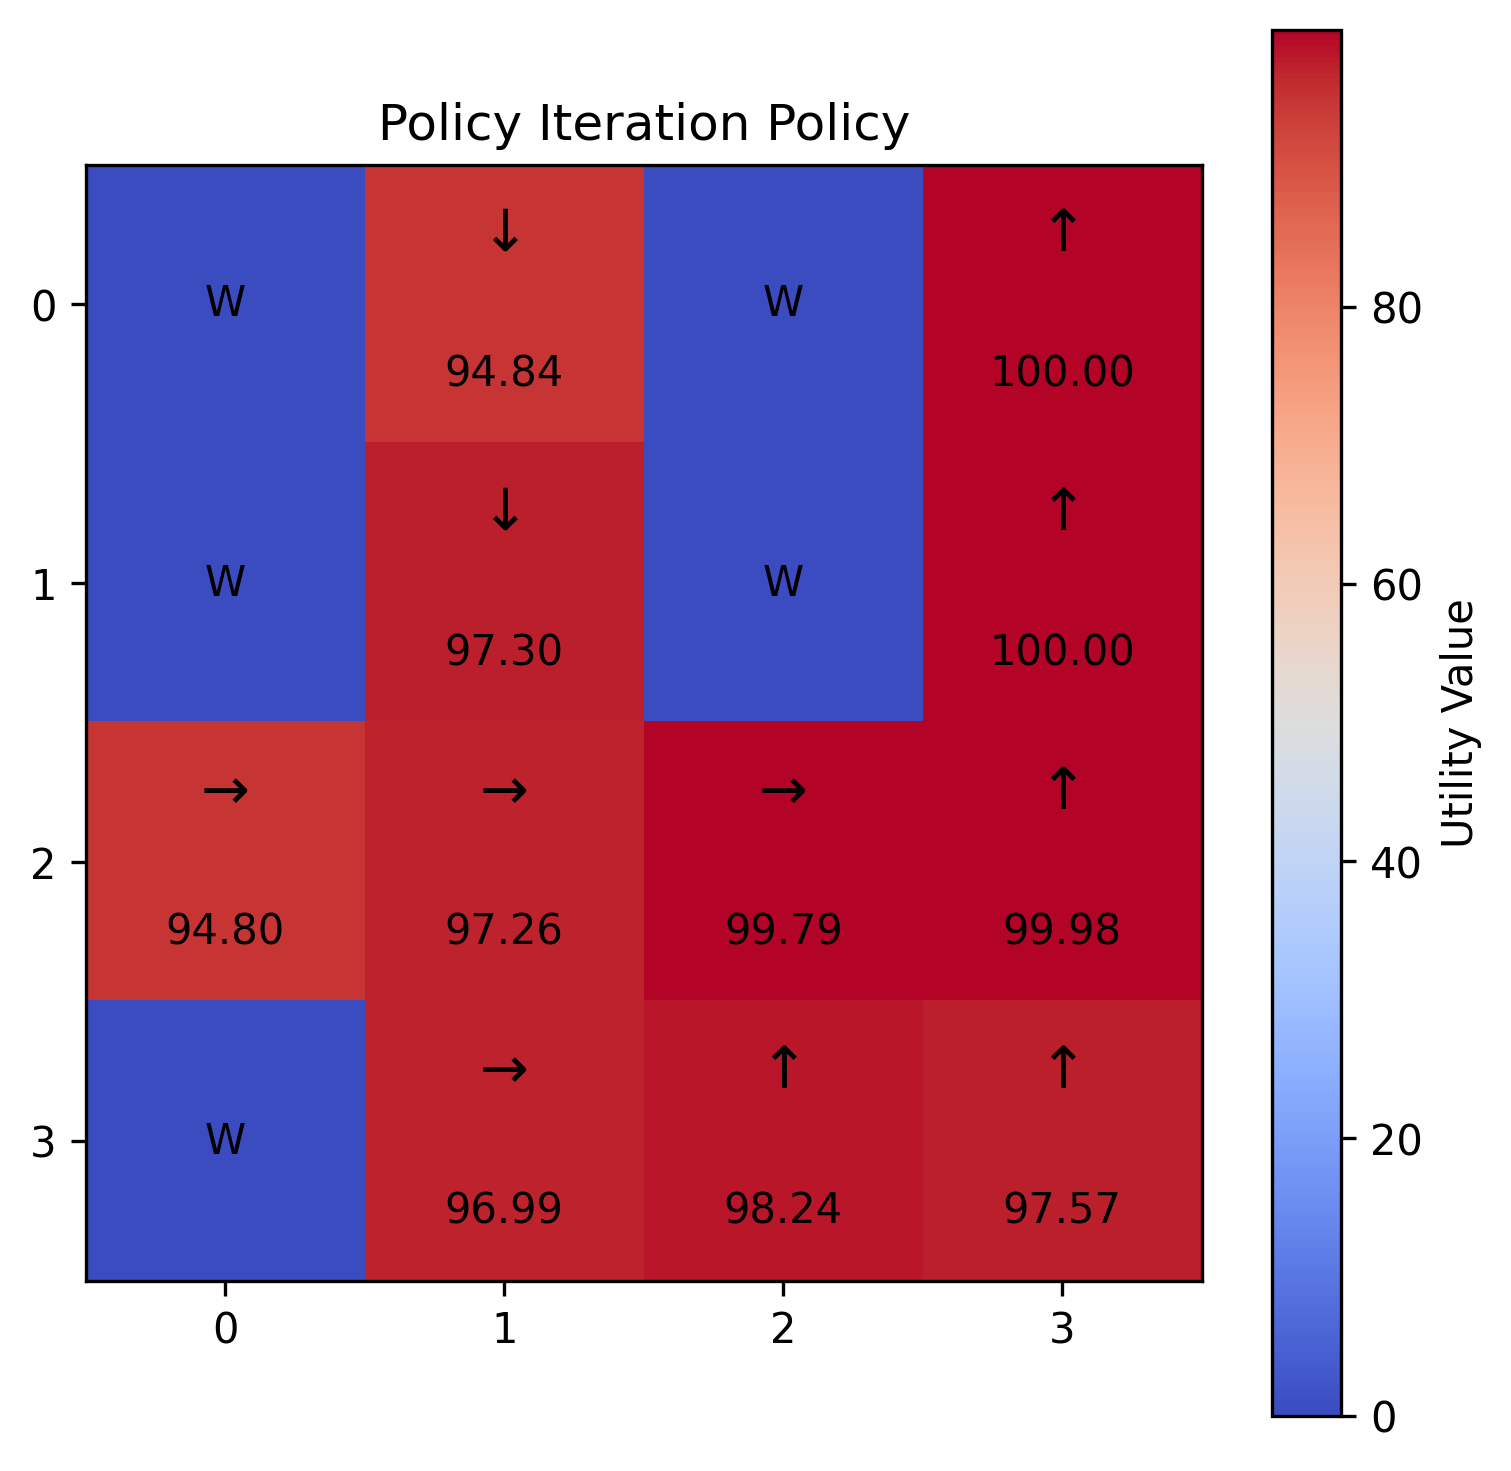 Policy Iteration Policy
↓ ↑
0 W W 80
94.84 100.00
↓ ↑
1 W W 60
97.30 100.00
Utility Value
→ → → ↑
2 40
94.80 97.26 99.79 99.98
→ ↑ ↑
3 W 20
96.99 98.24 97.57
0 1 2 3
0